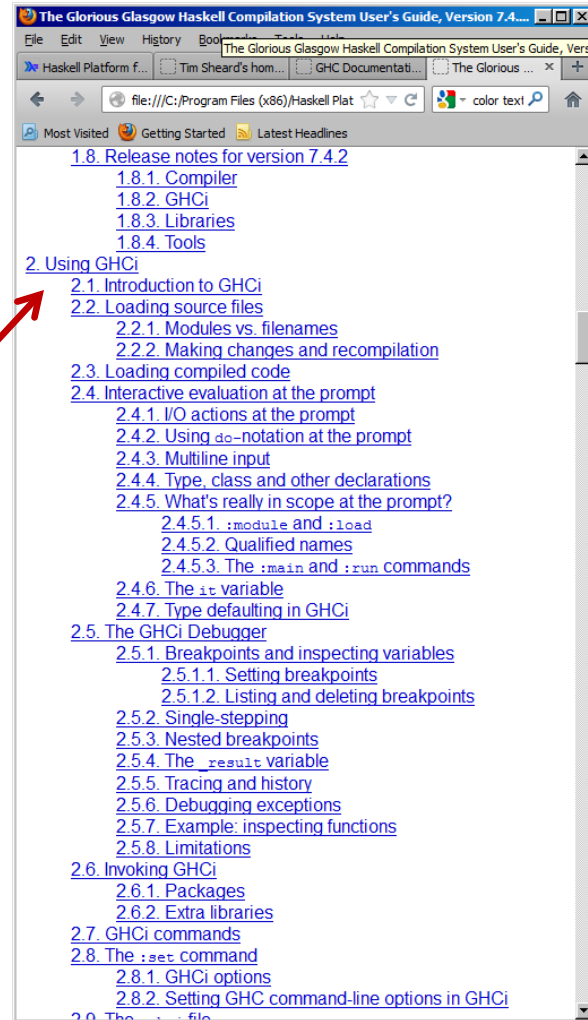 The Glorious Glasgow Haskell Compilation System User's Guide, Version 7.4....
File Edit View History
The Glorious Glasgow Haskell Compilation System User's Guide, Vers
Haskell Platform f... Tim Sheard's hom... GHC Documentati... The Glorious ... × +
file:///C:/Program Files (x86)/Haskell Plat color text
Most Visited Getting Started Latest Headlines
1.8. Release notes for version 7.4.2
1.8.1. Compiler
1.8.2. GHCi
1.8.3. Libraries
1.8.4. Tools
2. Using GHCi
2.1. Introduction to GHCi
2.2. Loading source files
2.2.1. Modules vs. filenames
2.2.2. Making changes and recompilation
2.3. Loading compiled code
2.4. Interactive evaluation at the prompt
2.4.1. I/O actions at the prompt
2.4.2. Using do-notation at the prompt
2.4.3. Multiline input
2.4.4. Type, class and other declarations
2.4.5. What's really in scope at the prompt?
2.4.5.1. :module and :load
2.4.5.2. Qualified names
2.4.5.3. The :main and :run commands
2.4.6. The it variable
2.4.7. Type defaulting in GHCi
2.5. The GHCi Debugger
2.5.1. Breakpoints and inspecting variables
2.5.1.1. Setting breakpoints
2.5.1.2. Listing and deleting breakpoints
2.5.2. Single-stepping
2.5.3. Nested breakpoints
2.5.4. The _result variable
2.5.5. Tracing and history
2.5.6. Debugging exceptions
2.5.7. Example: inspecting functions
2.5.8. Limitations
2.6. Invoking GHCi
2.6.1. Packages
2.6.2. Extra libraries
2.7. GHCi commands
2.8. The :set command
2.8.1. GHCi options
2.8.2. Setting GHC command-line options in GHCi
2.9. The file